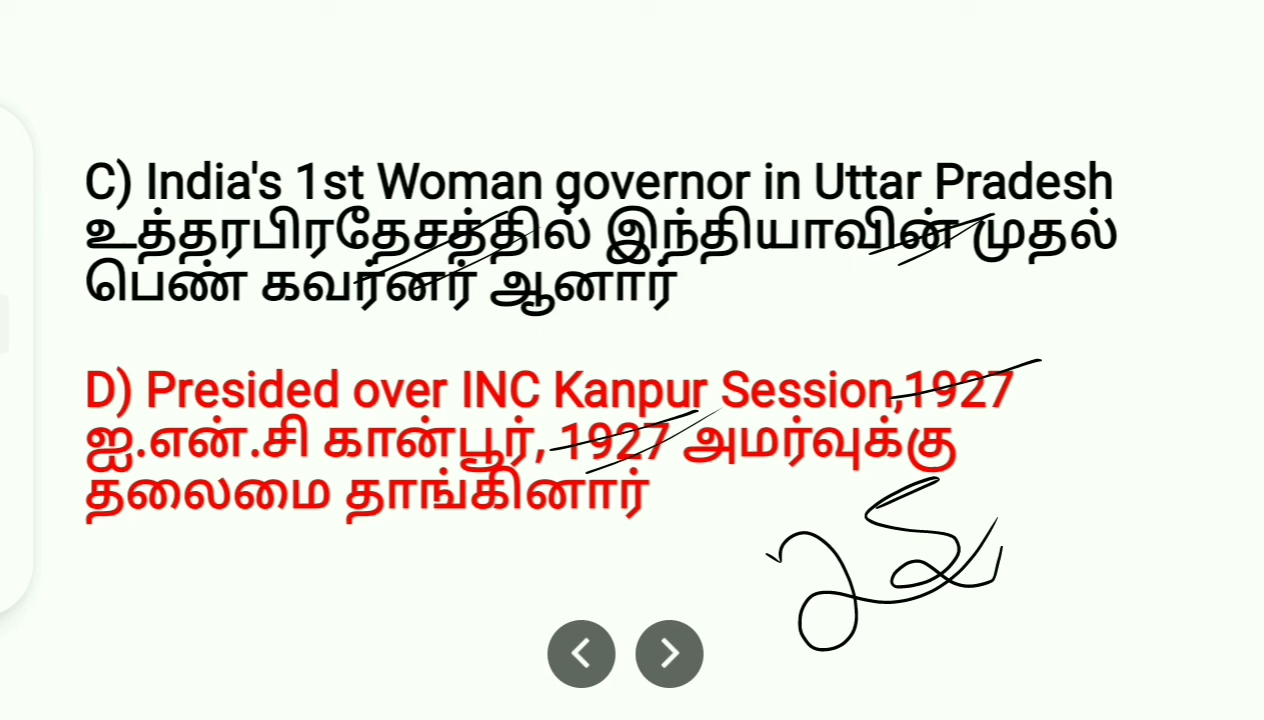 C) India's 1st Woman governor in Uttar Pradesh
உத்தரபிரதேசத்தில் இந்தியாவின் முதல்
பெண் கவர்னர் ஆனார்
D) Presided over INC Kanpur Session,1927
ஐ.என்.சி கான்பூர், 1927 அமர்வுக்கு
தலைமை தாங்கினார்